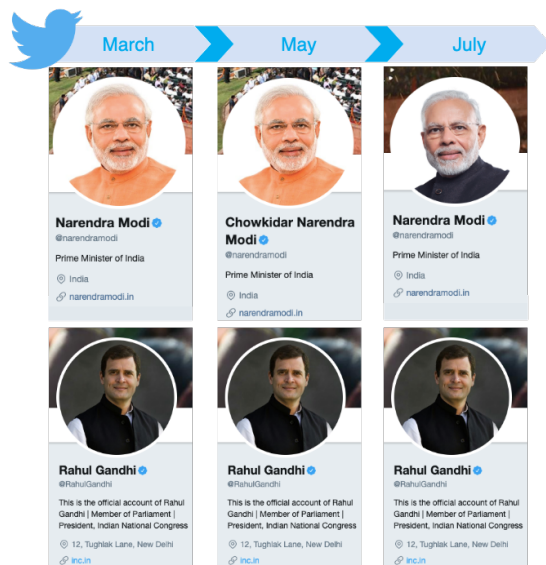 March
May
July
Narendra Modi
@narendramodi
Prime Minister of India
India
narendramodi.in
Chowkidar Narendra
Modi
@narendramodi
Prime Minister of India
India
narendramodi.in
Narendra Modi
@narendramodi
Prime Minister of India
India
narendramodi.in
Rahul Gandhi
@RahulGandhi
This is the official account of Rahul
Gandhi | Member of Parliament |
President, Indian National Congress
12, Tughlak Lane, New Delhi
inc.in
Rahul Gandhi
@RahulGandhi
This is the official account of Rahul
Gandhi | Member of Parliament |
President, Indian National Congress
12, Tughlak Lane, New Delhi
inc.in
Rahul Gandhi
@RahulGandhi
This is the official account of Rahul
Gandhi | Member of Parliament |
President, Indian National Congress
12, Tughlak Lane, New Delhi
inc.in